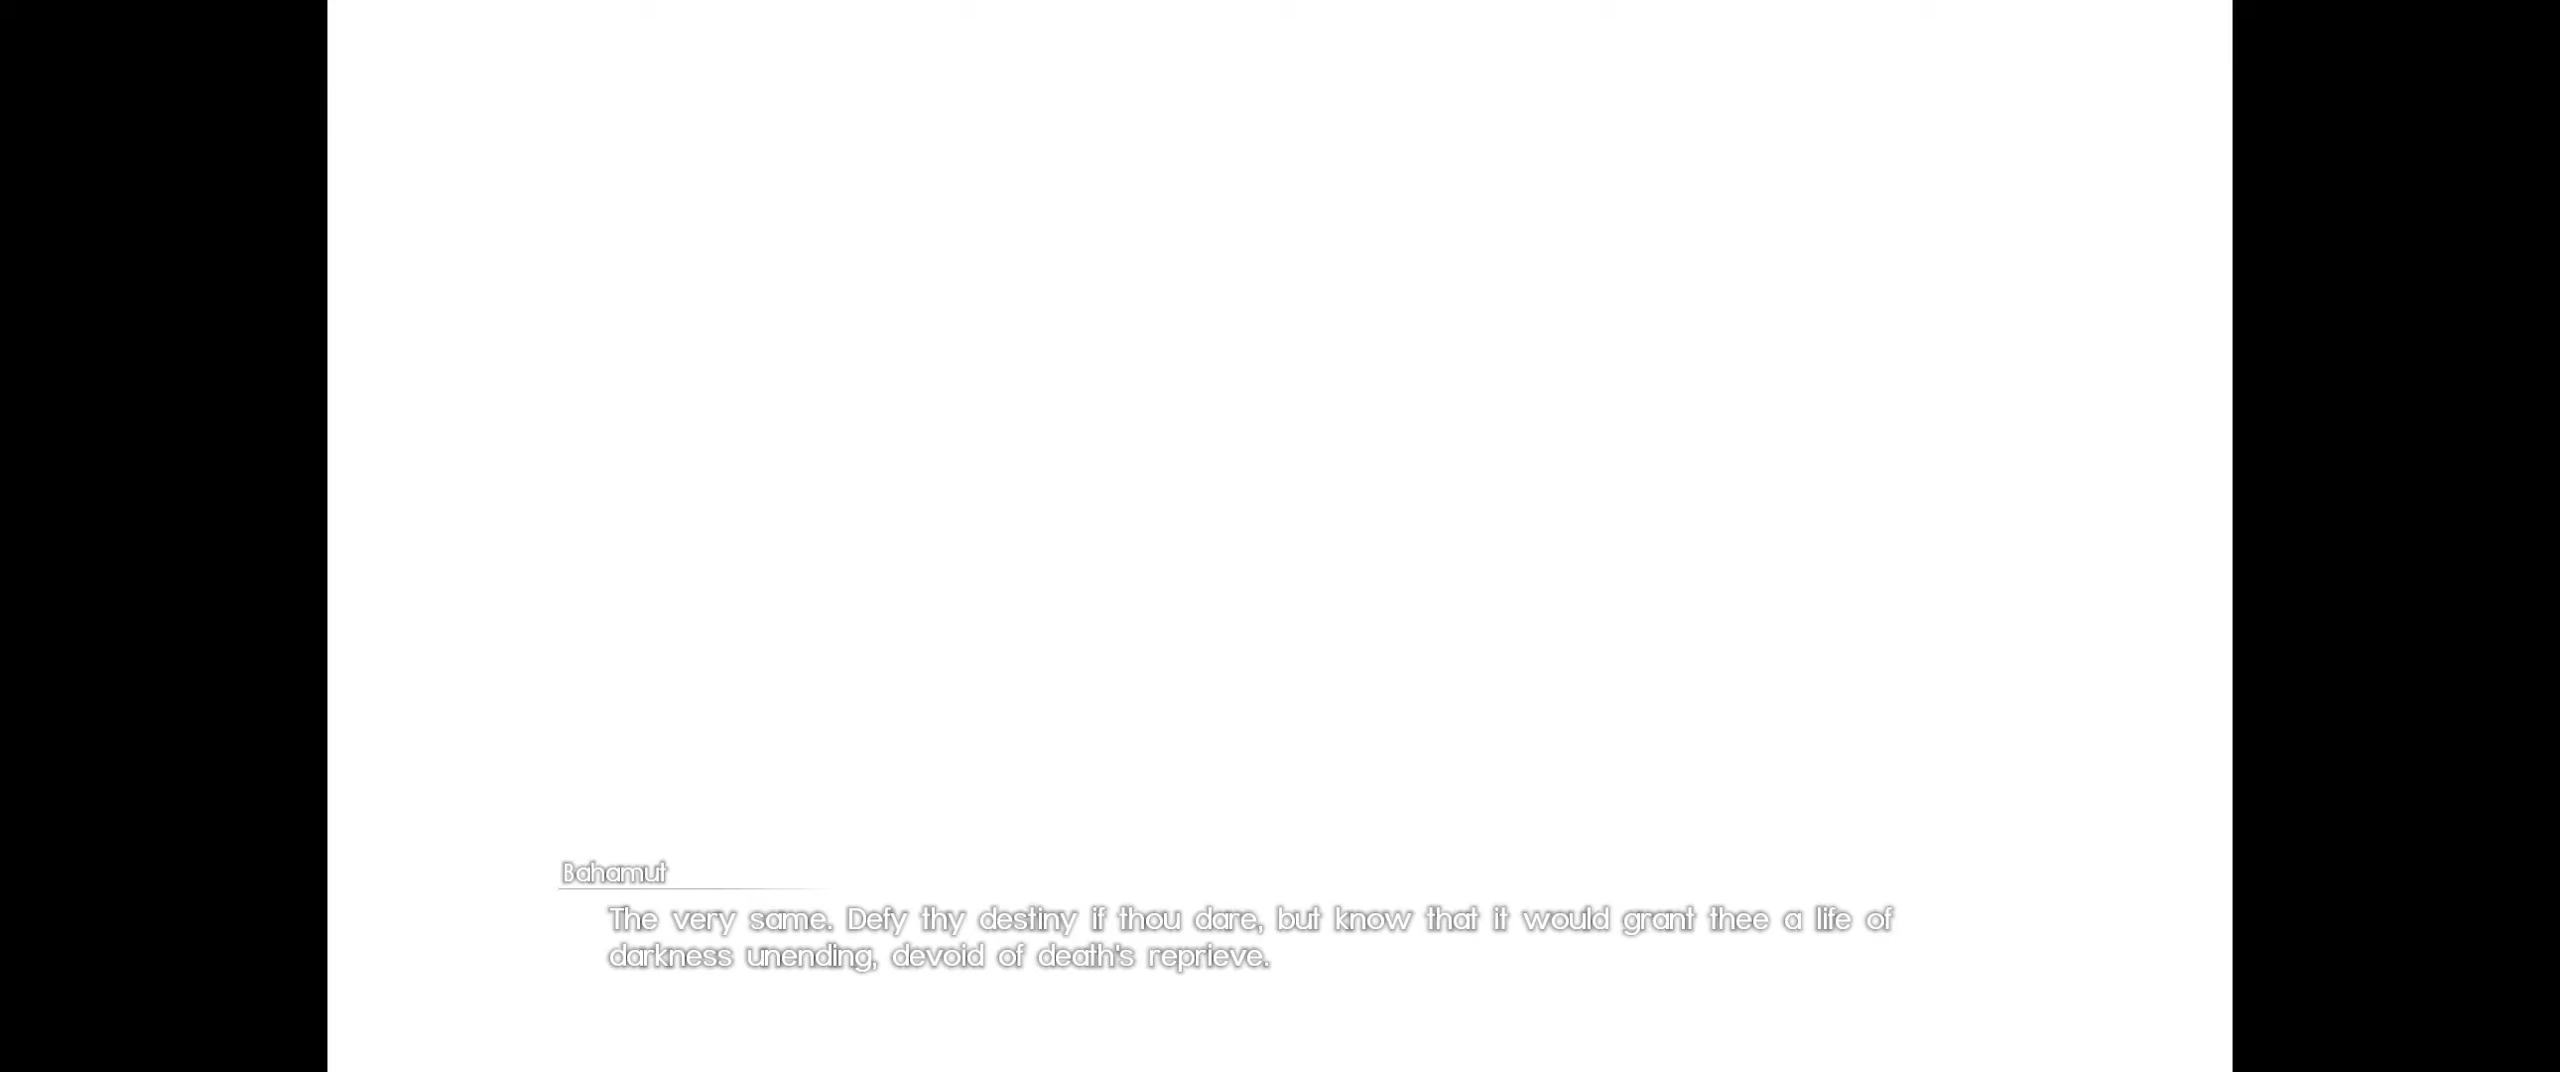 Bahamut
The very same. Defy thy destiny if thou dare, but know that it would grant thee a life of
darkness unending, devoid of death's reprieve.